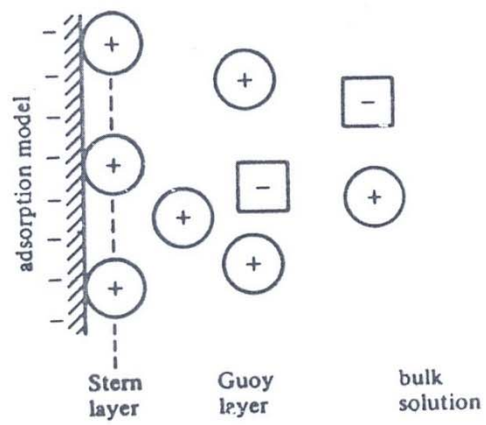 adsorption model
Stern
layer
Guoy
layer
bulk
solution